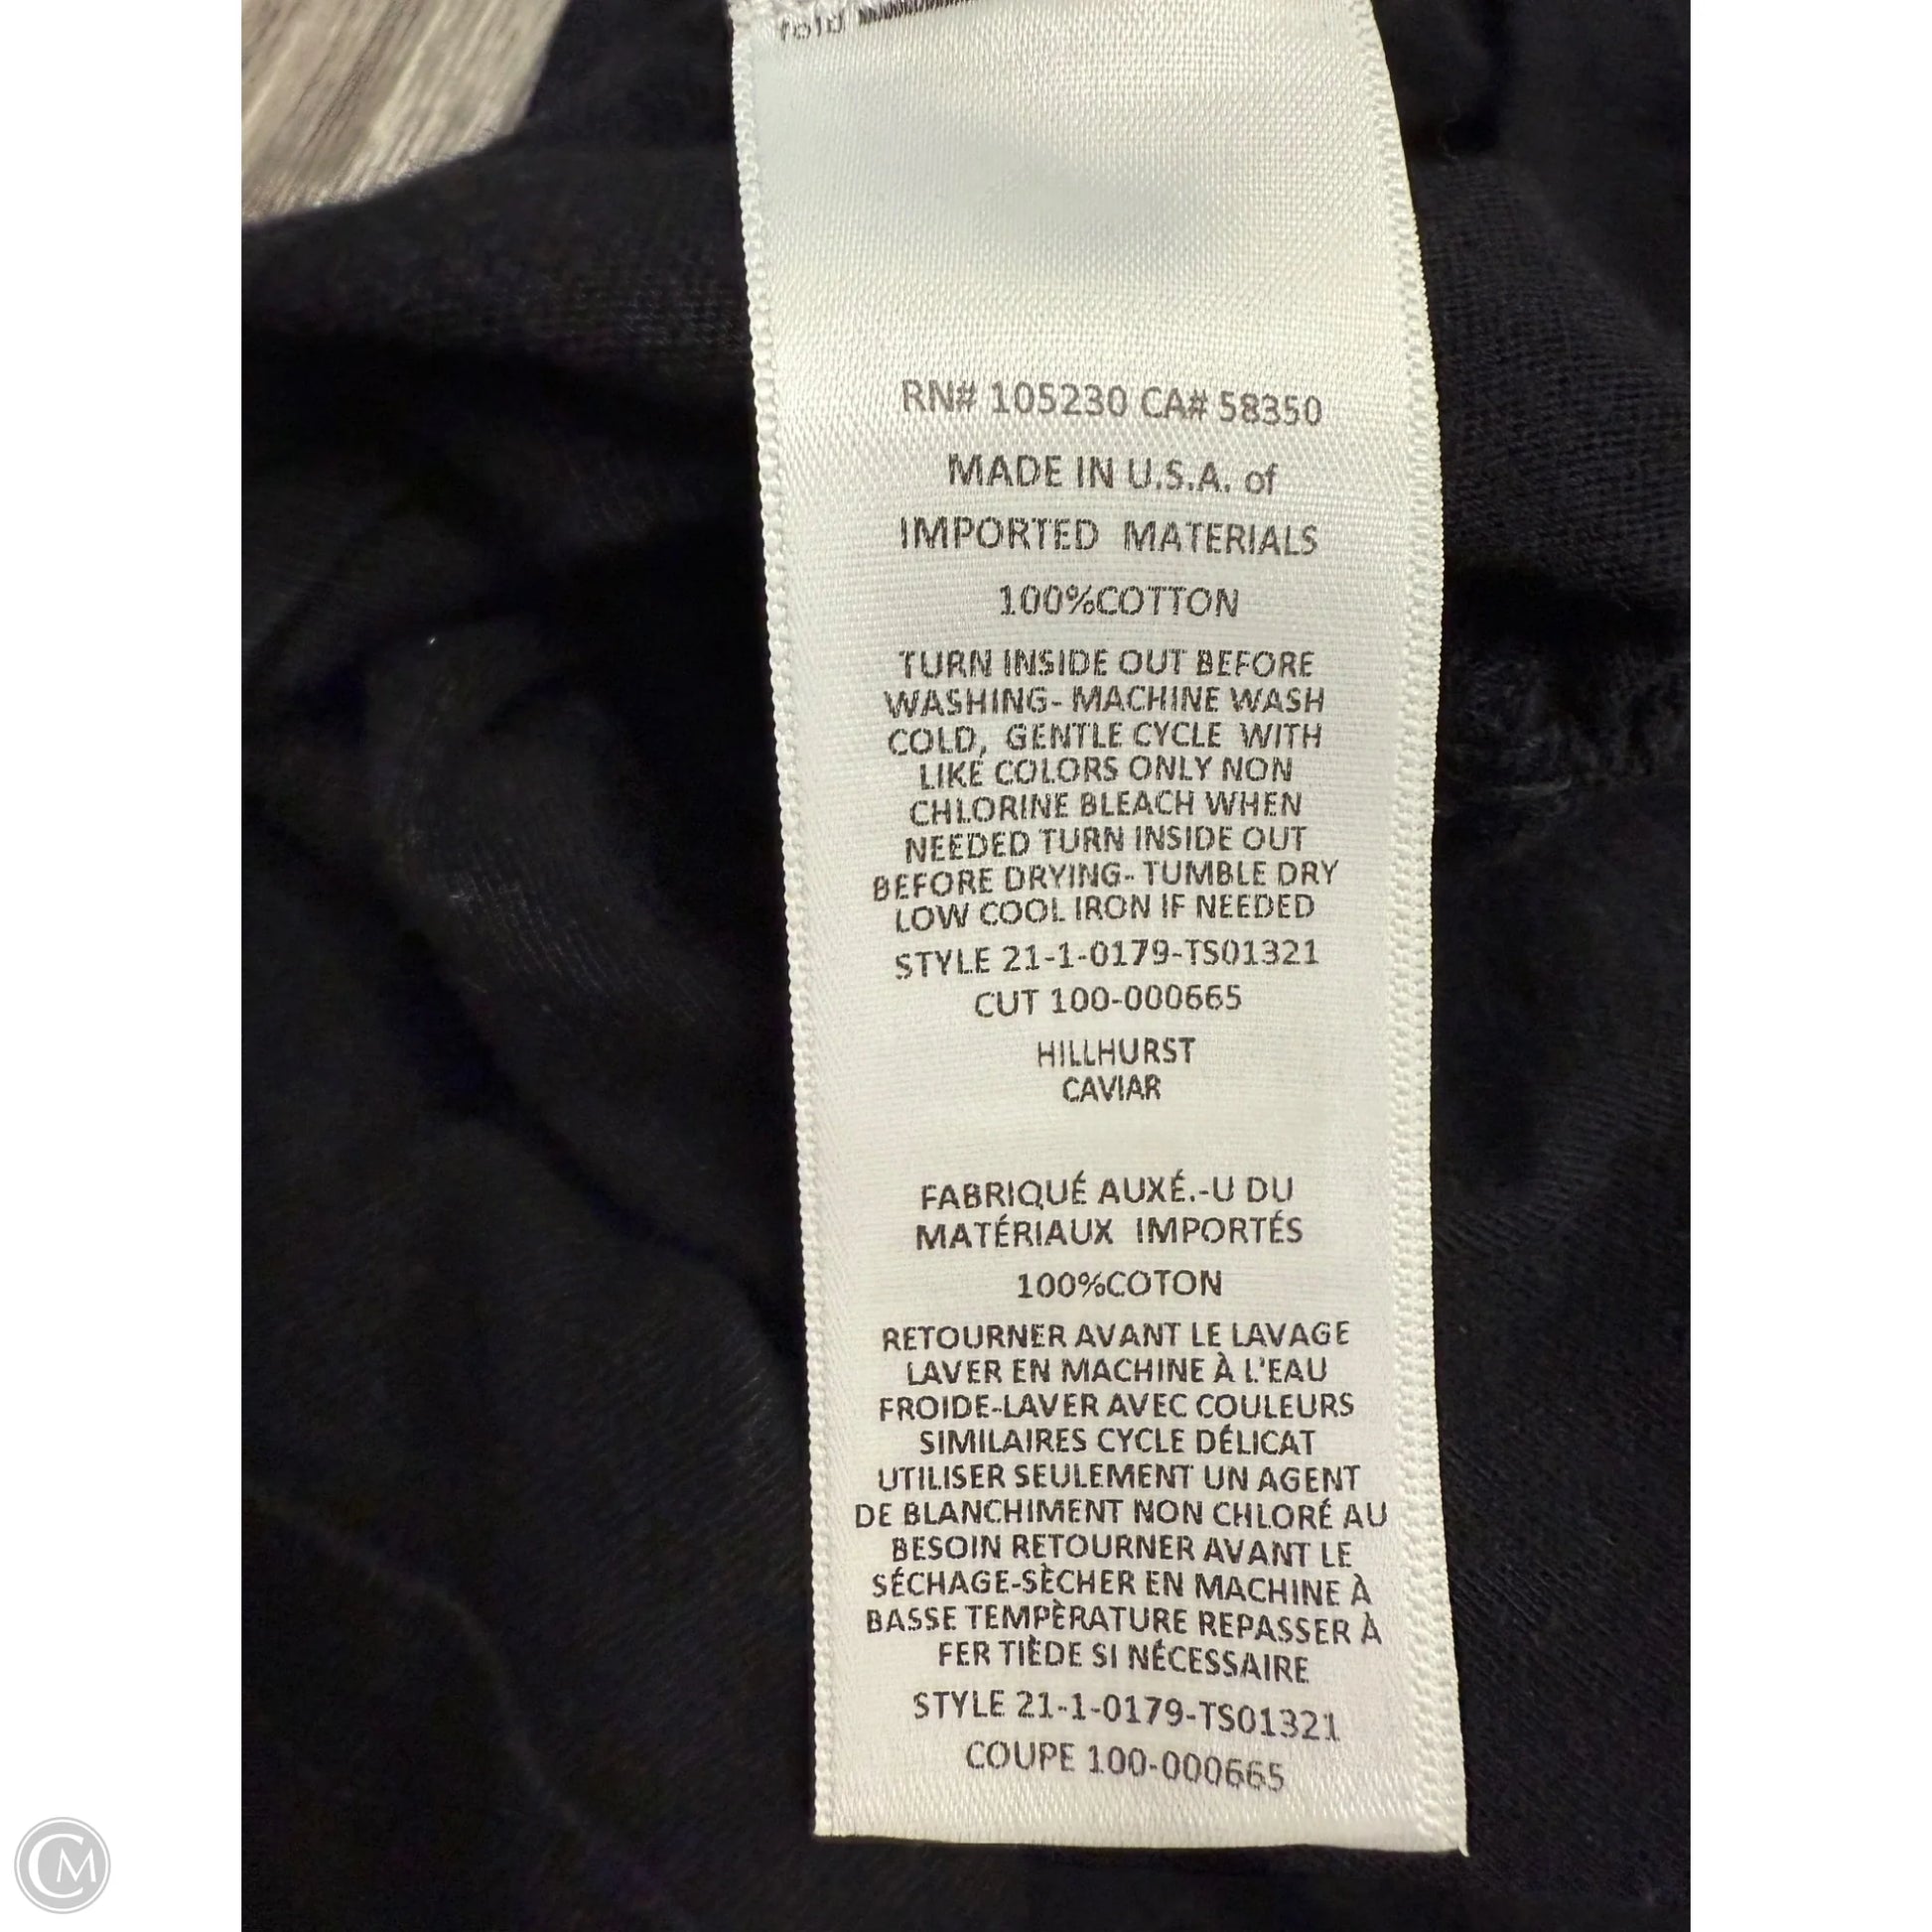 fold
RN# 105230 CA# 58350
MADE IN U.S.A. of
IMPORTED MATERIALS
100%COTTON
TURN INSIDE OUT BEFORE
WASHING- MACHINE WASH
COLD, GENTLE CYCLE WITH
LIKE COLORS ONLY NON
CHLORINE BLEACH WHEN
NEEDED TURN INSIDE OUT
BEFORE DRYING- TUMBLE DRY
LOW COOL IRON IF NEEDED
STYLE 21-1-0179-TS01321
CUT 100-000665
HILLHURST
CAVIAR
FABRIQUÉ AUXÉ.-U DU
MATÉRIAUX IMPORTÉS
100%COTON
RETOURNER AVANT LE LAVAGE
LAVER EN MACHINE À L'EAU
FROIDE-LAVER AVEC COULEURS
SIMILAIRES CYCLE DÉLICAT
UTILISER SEULEMENT UN AGENT
DE BLANCHIMENT NON CHLORÉ AU
BESOIN RETOURNER AVANT LE
SÉCHAGE-SÈCHER EN MACHINE À
BASSE TEMPÈRATURE REPASSER À
FER TIÈDE SI NÉCESSAIRE
STYLE 21-1-0179-TS01321
COUPE 100-000665
CM